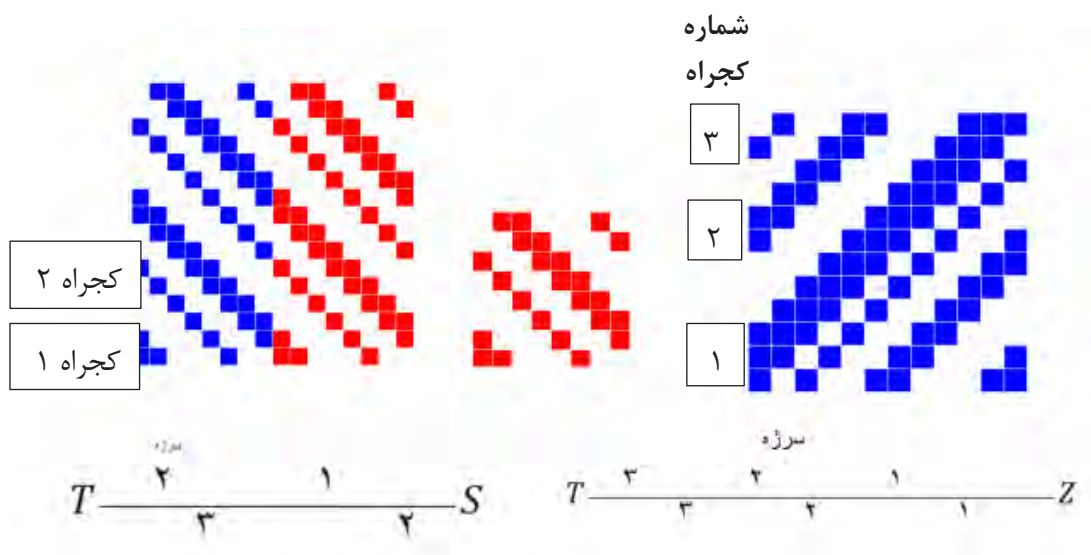 شماره
کجراه
۳
۲
۱
کجراه ۲
کجراه ۱
سرژه
۳ ۲ ۱
T Z
۳ ۲ ۱
سرژه
۲ ۱
T S
۳ ۲